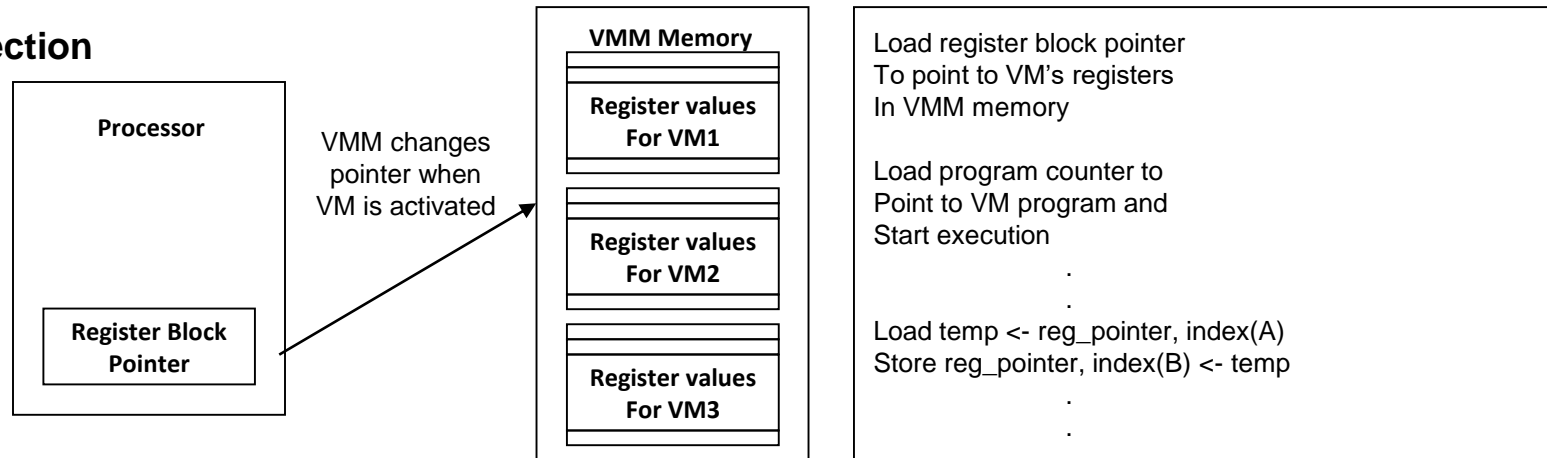 ection
Processor
Register Block
Pointer
VMM changes
pointer when
VM is activated
VMM Memory
Register values
For VM1
Register values
For VM2
Register values
For VM3
Load register block pointer
To point to VM's registers
In VMM memory
Load program counter to
Point to VM program and
Start execution
.
.
Load temp <- reg_pointer, index(A)
Store reg_pointer, index(B) <- temp
.
.